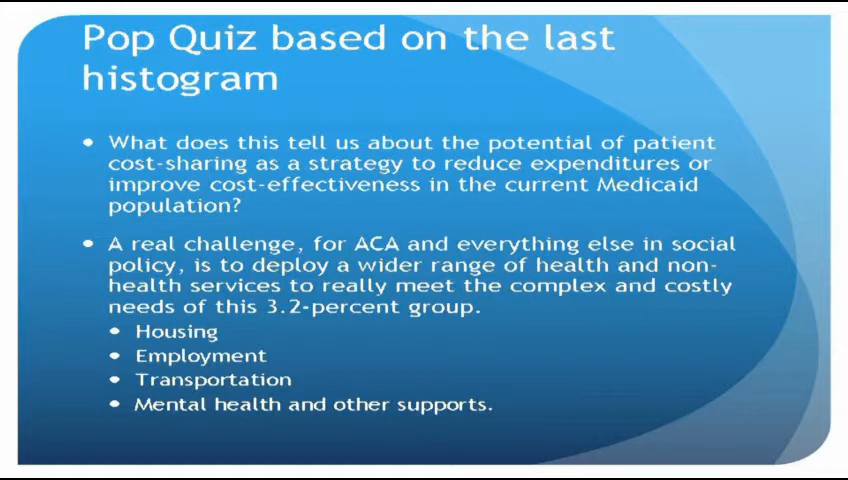 Pop Quiz based on the last
histogram
• What does this tell us about the potential of patient
cost-sharing as a strategy to reduce expenditures or
improve cost-effectiveness in the current Medicaid
population?
• A real challenge, for ACA and everything else in social
policy, is to deploy a wider range of health and non-
health services to really meet the complex and costly
needs of this 3.2-percent group.
• Housing
• Employment
• Transportation
• Mental health and other supports.